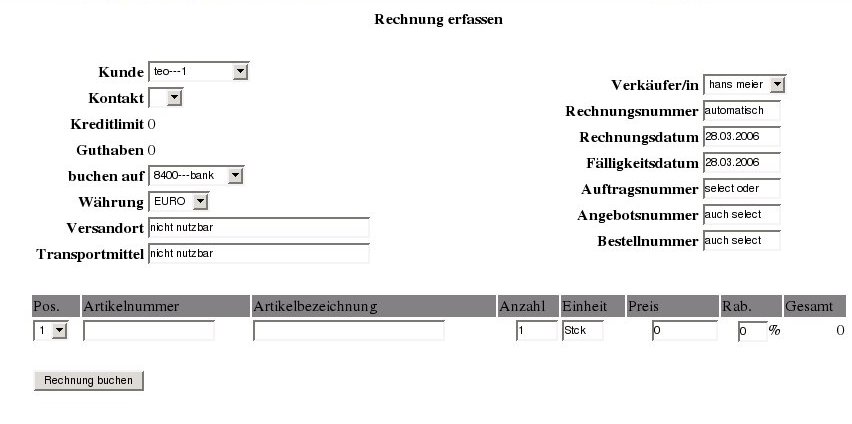 Rechnung erfassen
Kunde teo---1
Kontakt
Kreditlimit 0
Guthaben 0
buchen auf 8400---bank
Währung EURO
Versandort nicht nutzbar
Transportmittel nicht nutzbar
Verkäufer/in hans meier
Rechnungsnummer automatisch
Rechnungsdatum 28.03.2006
Fälligkeitsdatum 28.03.2006
Auftragsnummer select oder
Angebotsnummer auch select
Bestellnummer auch select
Pos. Artikelnummer Artikelbezeichnung Anzahl Einheit Preis Rab. Gesamt
1 1 Stck 0 0 % 0
Rechnung buchen